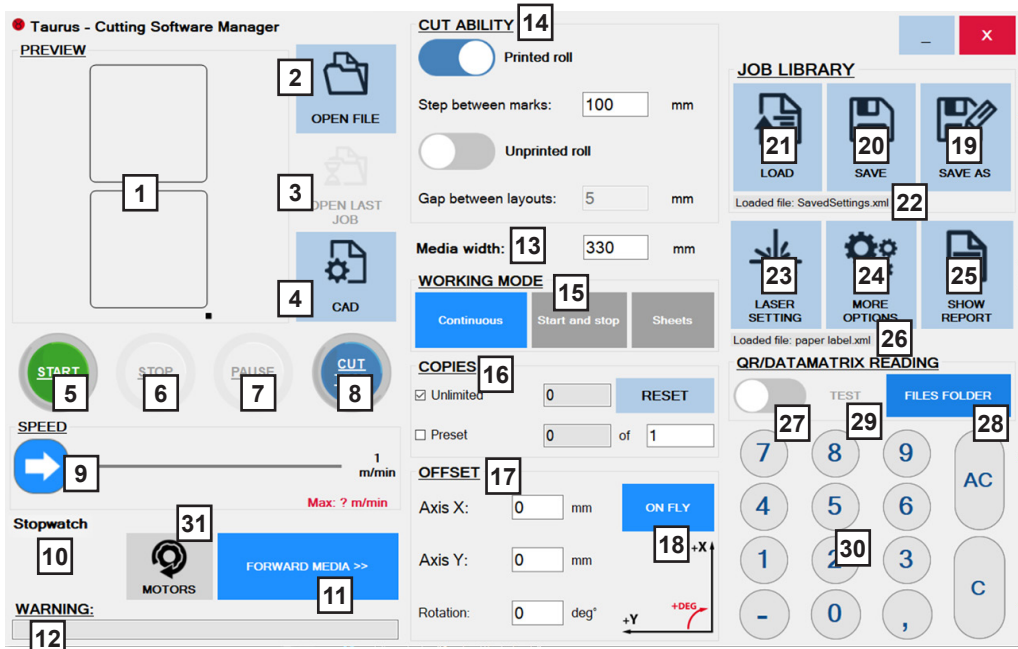 Taurus - Cutting Software Manager
PREVIEW
1
2
OPEN FILE
3
OPEN LAST
JOB
4
CAD
START
5
STOP
6
PAUSE
7
CUT
8
SPEED
9
1
m/min
Max: ? m/min
Stopwatch
10
31
MOTORS
FORWARD MEDIA >>
11
WARNING:
12
CUT ABILITY
14
Printed roll
Step between marks: 100 mm
Unprinted roll
Gap between layouts: 5 mm
Media width: 13 330 mm
WORKING MODE
15
Continuous
Start and stop
Sheets
COPIES
16
Unlimited 0 RESET
Preset 0 of 1
OFFSET
17
Axis X: 0 mm
ON FLY
18
+X
Axis Y: 0 mm
Rotation: 0 deg°
+DEG
+Y
_
X
JOB LIBRARY
21
LOAD
20
SAVE
19
SAVE AS
Loaded file: SavedSettings.xml
22
23
LASER
SETTING
24
MORE
OPTIONS
25
SHOW
REPORT
Loaded file: paper label.xml
26
QR/DATAMATRIX READING
27
TEST
29
FILES FOLDER
28
7 8 9
AC
4 5 6
1 2 3
30
C
- 0 ,